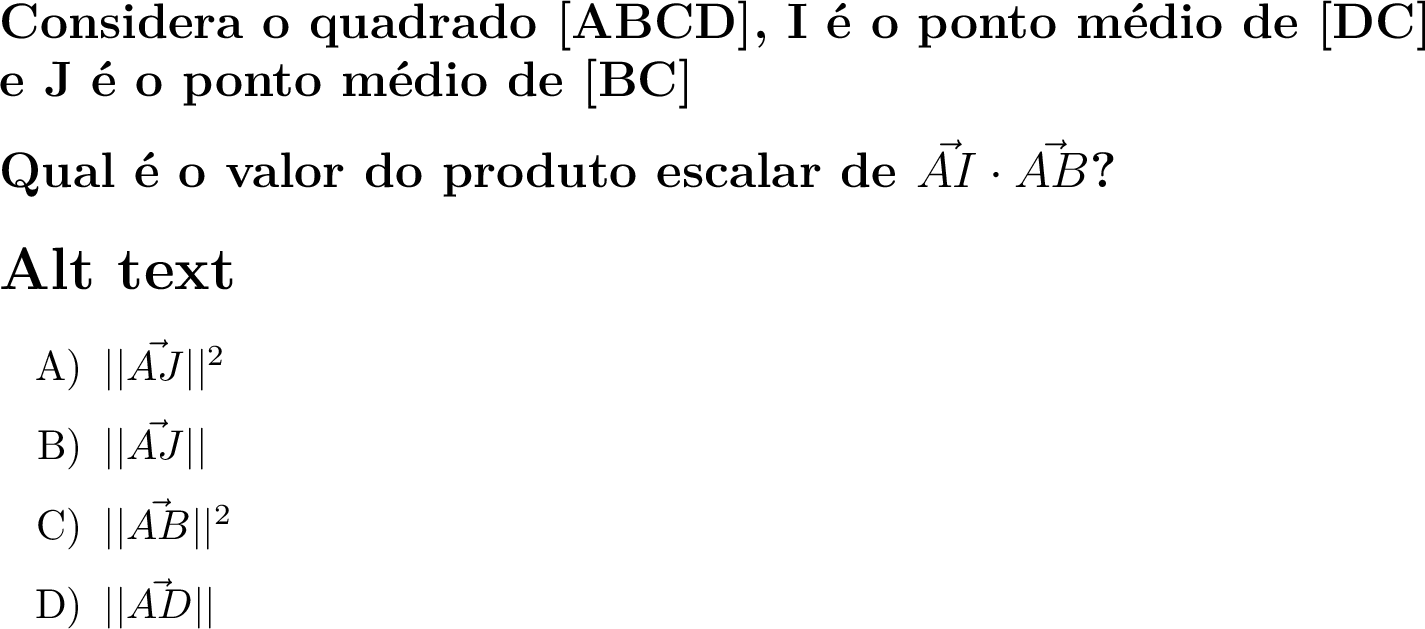 Considera o quadrado [ABCD], I é o ponto médio de [DC]
e J é o ponto médio de [BC]
Qual é o valor do produto escalar de $\vec{AI} \cdot \vec{AB}$?
Alt text
A) $||\vec{AJ}||^2$
B) $||\vec{AJ}||$
C) $||\vec{AB}||^2$
D) $||\vec{AD}||$